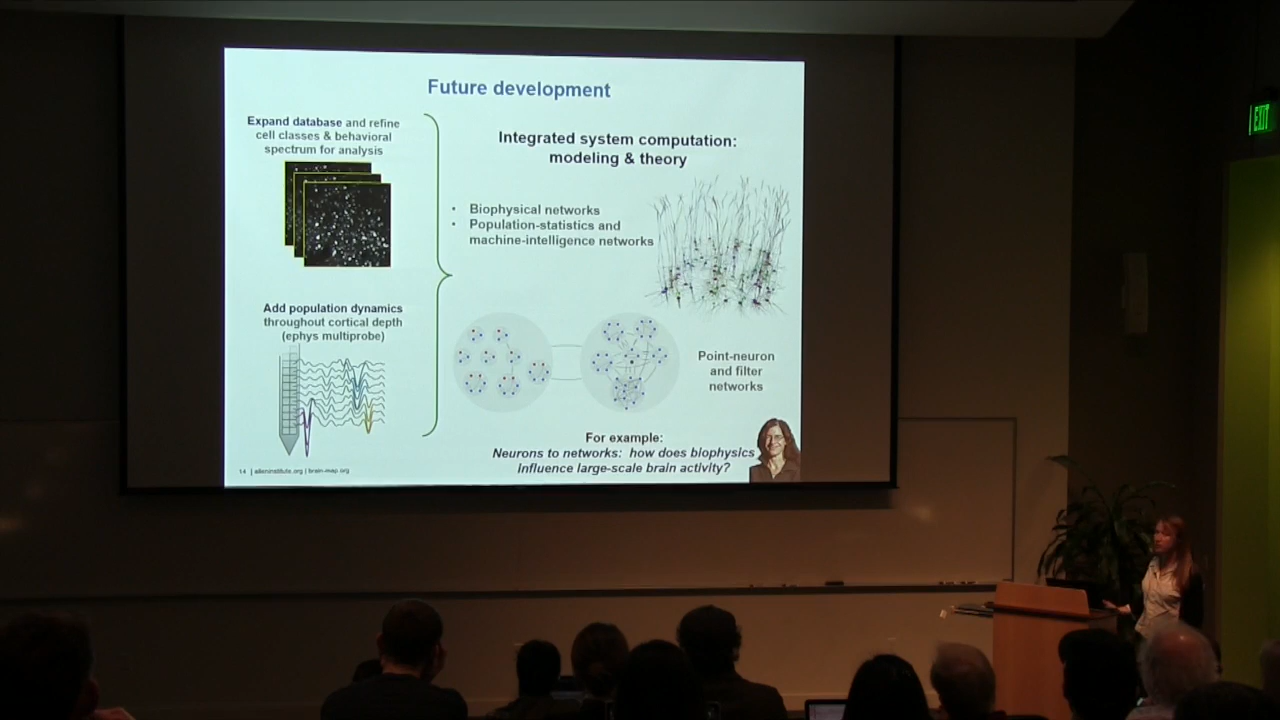 Future development
Expand database and refine
cell classes & behavioral
spectrum for analysis
Integrated system computation:
modeling & theory
• Biophysical networks
• Population-statistics and
machine-intelligence networks
Add population dynamics
throughout cortical depth
(ephys multiprobe)
Point-neuron
and filter
networks
For example:
Neurons to networks: how does biophysics
influence large-scale brain activity?
14 | alleninstitute.org | brain-map.org
EXIT